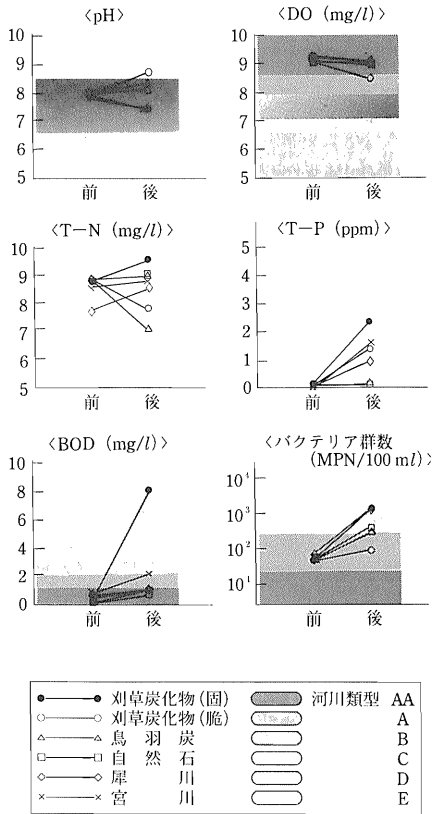 〈pH〉
10
9
8
7
6
5
前 後
〈DO (mg/l)〉
10
9
8
7
6
5
前 後
〈T－N (mg/l)〉
10
9
8
7
5
前 後
〈T－P (ppm)〉
5
4
3
2
1
0
前 後
〈BOD (mg/l)〉
10
8
6
4
2
0
前 後
〈バクテリア群数
(MPN/100 ml)〉
10⁴
10³
10²
10¹
前 後
刈草炭化物(固) 河川類型 AA
刈草炭化物(脆) A
鳥羽炭 B
自然石 C
犀川 D
宮川 E